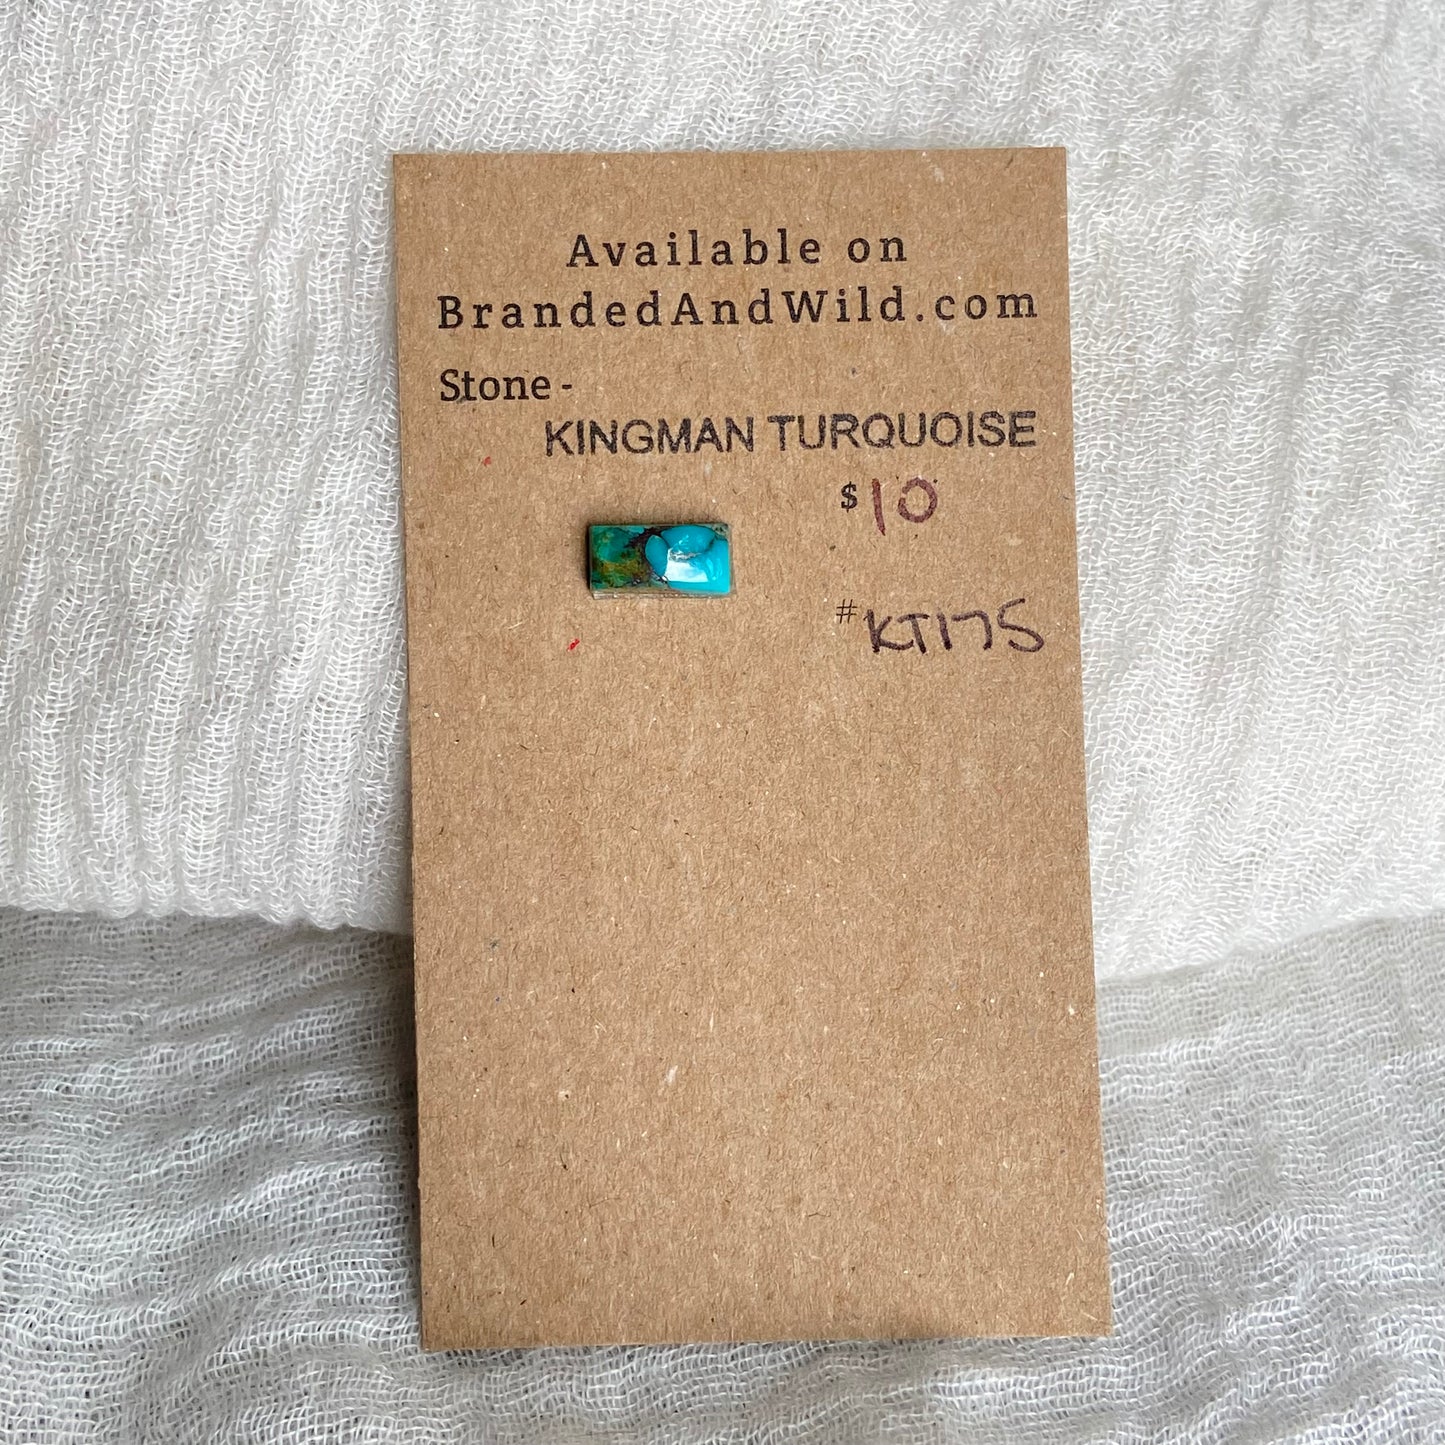 Available on
BrandedAndWild.com
Stone -
KINGMAN TURQUOISE
$10
#KT175